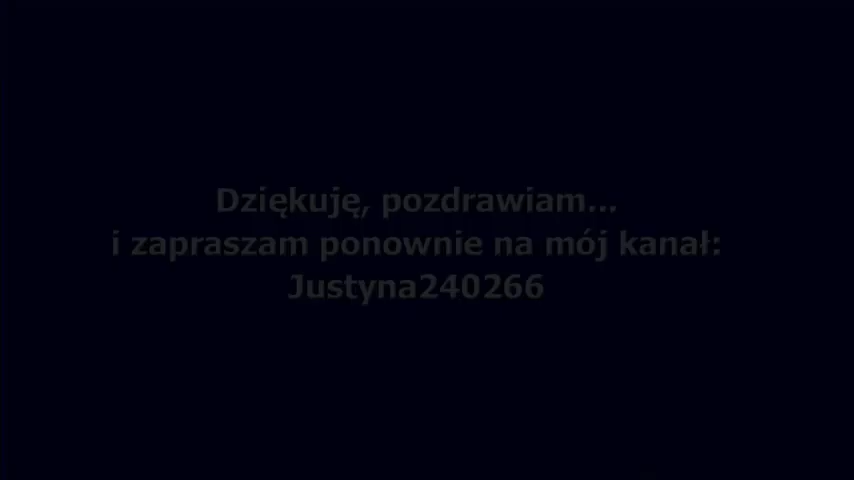 Dziękuję, pozdrawiam...
i zapraszam ponownie na mój kanał:
Justyna240266